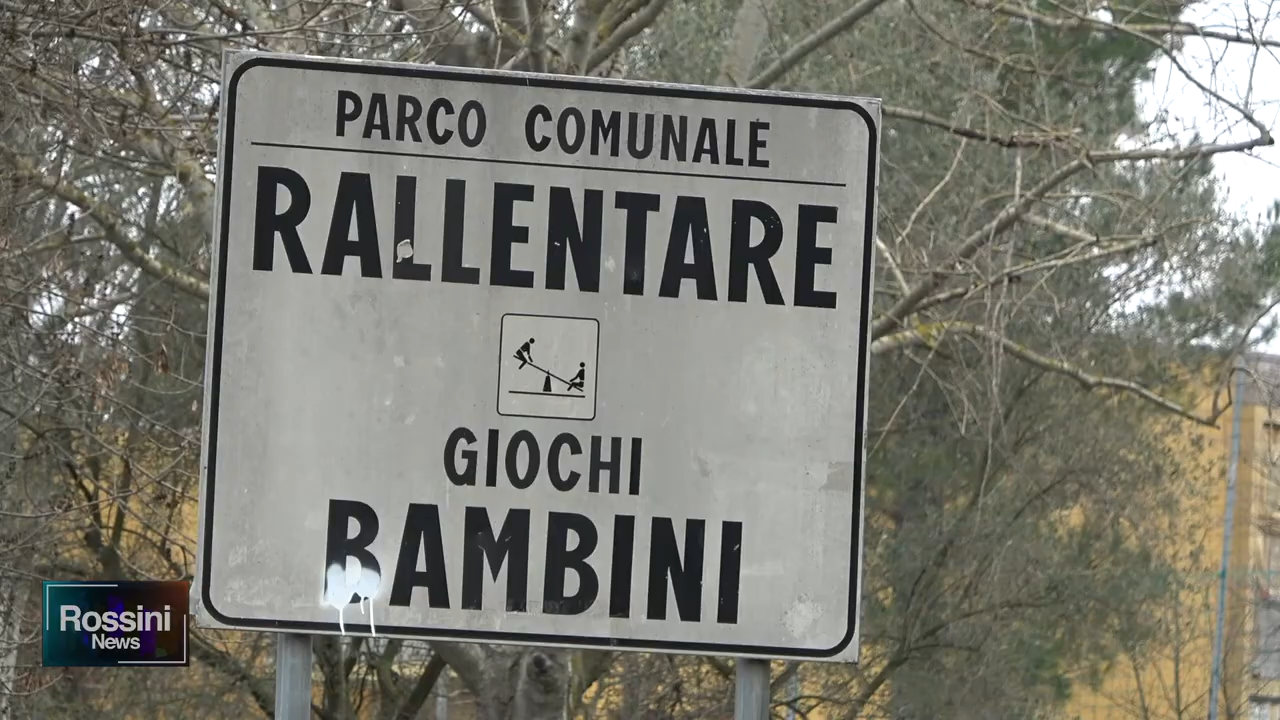 PARCO COMUNALE
RALLENTARE
GIOCHI
BAMBINI
Rossini
News